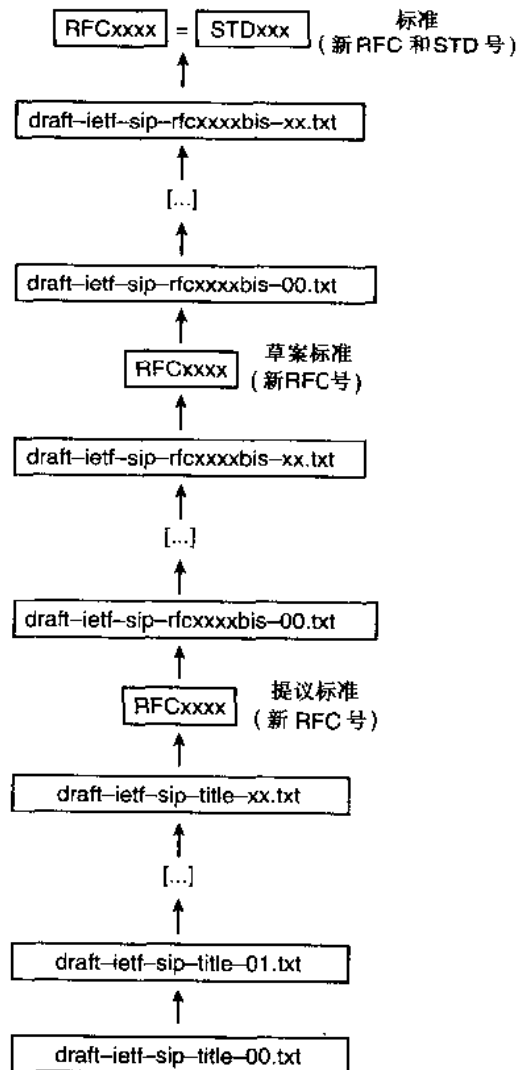 RFCxxxx = STDxxx 标准
(新RFC 和STD 号)
draft-ietf-sip-rfcxxxxbis-xx.txt
[...]
draft-ietf-sip-rfcxxxxbis-00.txt
RFCxxxx 草案标准
(新RFC号)
draft-ietf-sip-rfcxxxxbis-xx.txt
[...]
draft-ietf-sip-rfcxxxxbis-00.txt
RFCxxxx 提议标准
(新 RFC 号)
draft-ietf-sip-title-xx.txt
[...]
draft-ietf-sip-title-01.txt
draft-ietf-sip-title-00.txt